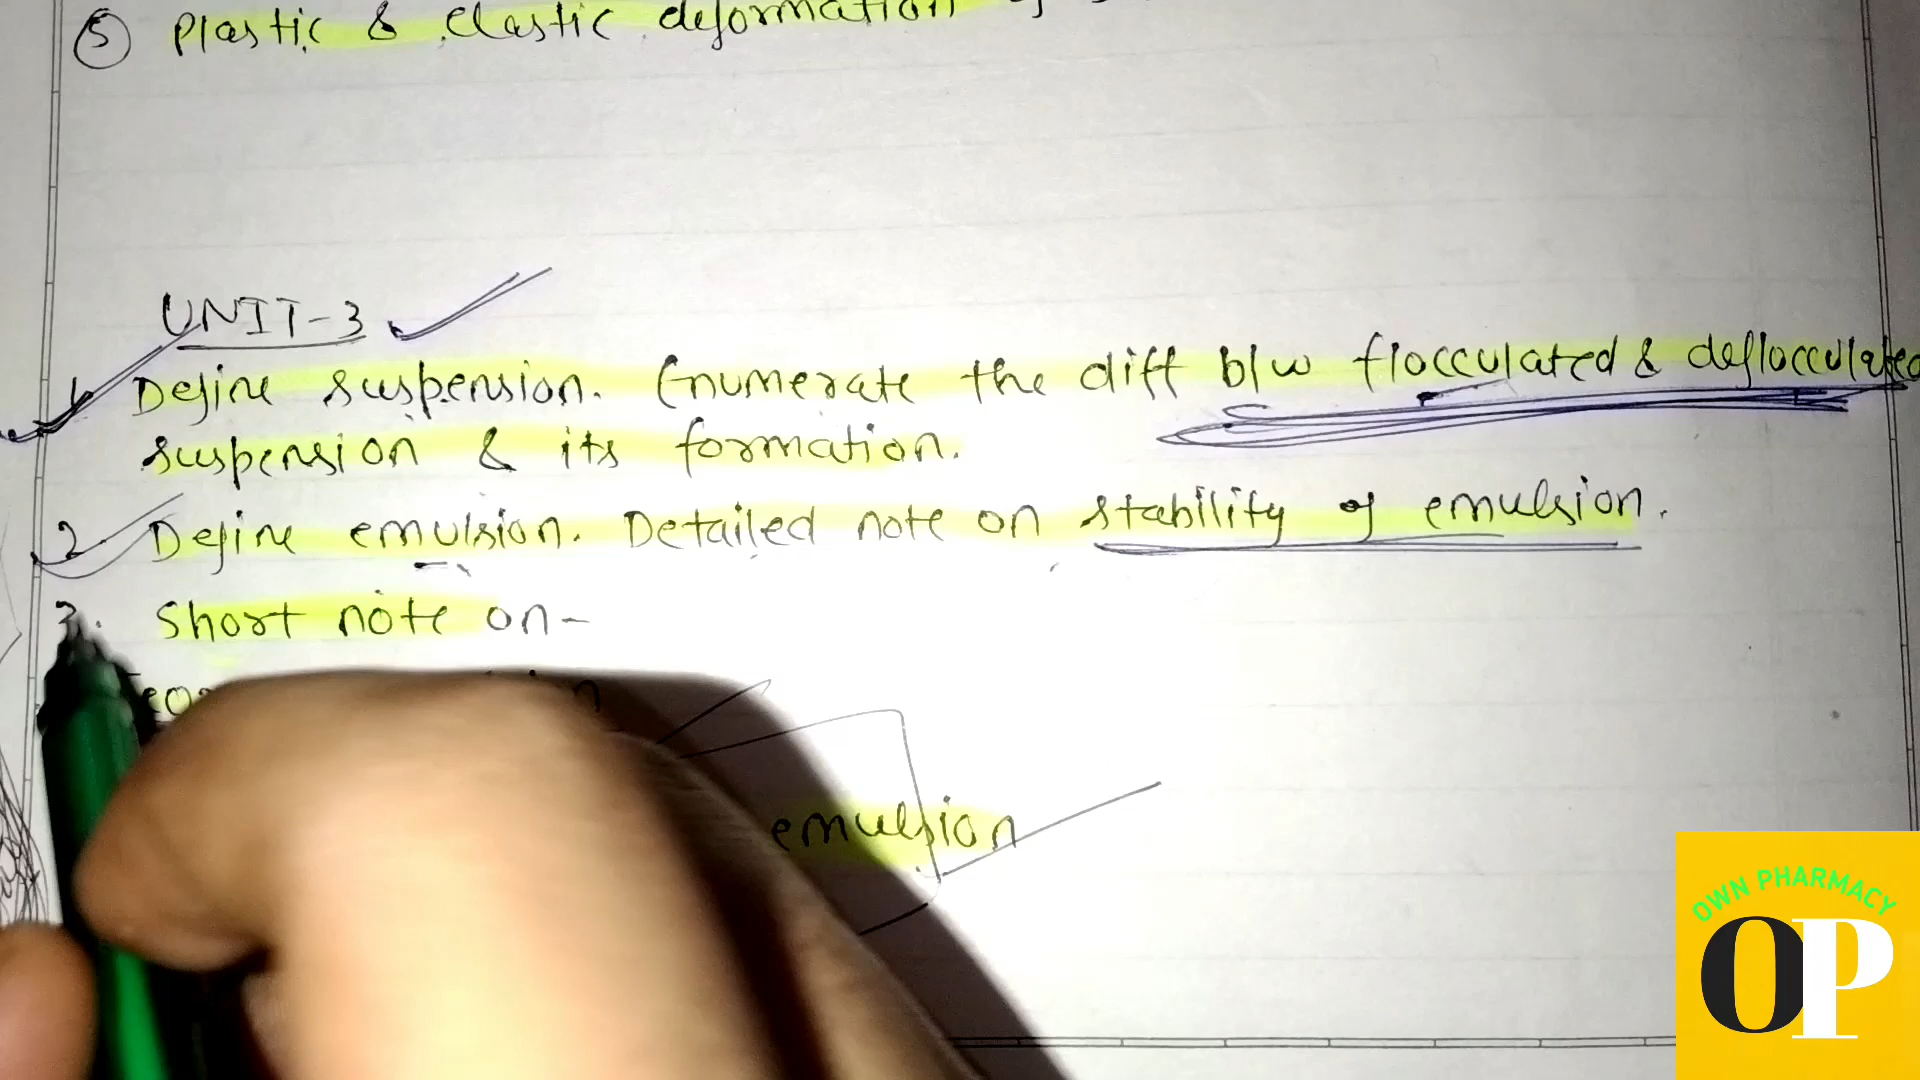 ⑤ Plastic & Elastic deformation
UNIT-3
1. Define suspension. Enumerate the diff b/w flocculated & deflocculated
suspension & its formation.
2. Define emulsion. Detailed note on stability of emulsion.
3. Short note on-
emulsion
OWN PHARMACY
OP